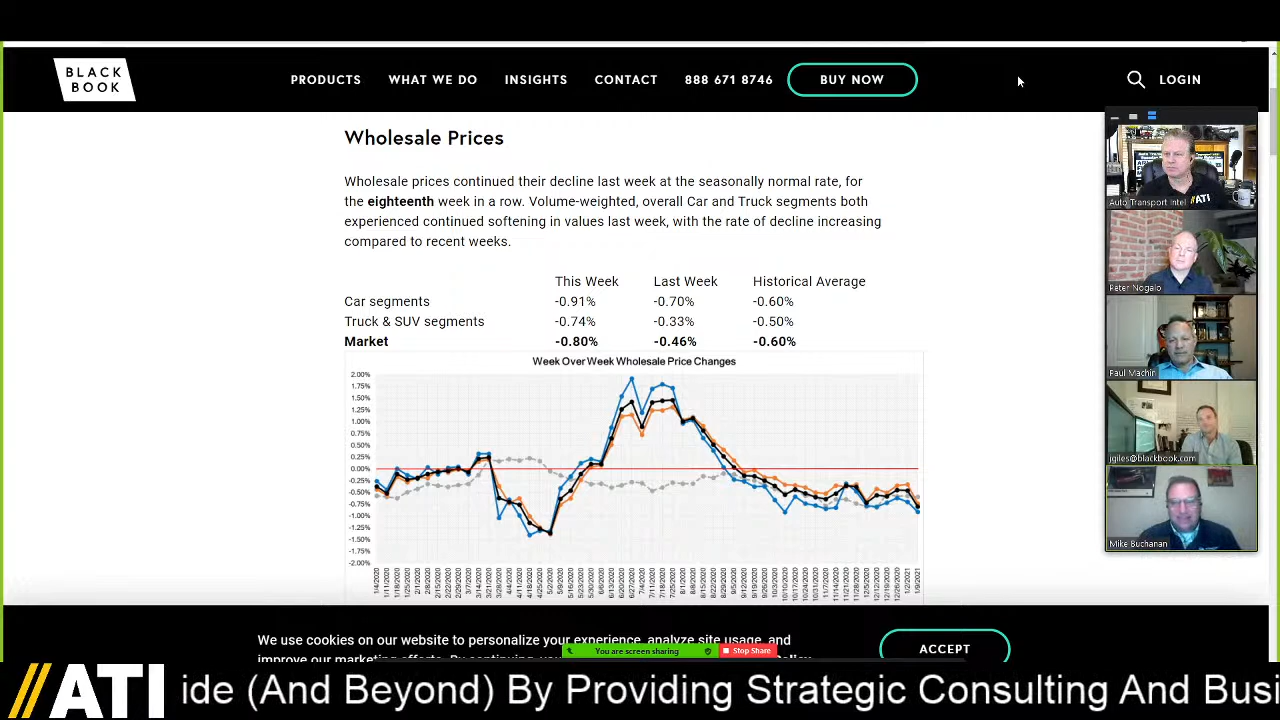 BLACK
BOOK
PRODUCTS
WHAT WE DO
INSIGHTS
CONTACT
888 671 8746
BUY NOW
LOGIN
Wholesale Prices
Wholesale prices continued their decline last week at the seasonally normal rate, for
the eighteenth week in a row. Volume-weighted, overall Car and Truck segments both
experienced continued softening in values last week, with the rate of decline increasing
compared to recent weeks.
This Week Last Week Historical Average
Car segments -0.91% -0.70% -0.60%
Truck & SUV segments -0.74% -0.33% -0.50%
Market -0.80% -0.46% -0.60%
Week Over Week Wholesale Price Changes
2.00%
1.75%
1.50%
1.25%
1.00%
0.75%
0.50%
0.25%
0.00%
-0.25%
-0.50%
-0.75%
-1.00%
-1.25%
-1.50%
-1.75%
-2.00%
Auto Transport Intel
//ATI
Peter Nogalo
Paul Machin
jgiles@blackbook.com
Mike Buchanan
We use cookies on our website to personalize your experience, analyze site usage, and
improve our marketing efforts. By continuing, you
ACCEPT
You are screen sharing
Stop Share
//ATI
ide (And Beyond) By Providing Strategic Consulting And Busi